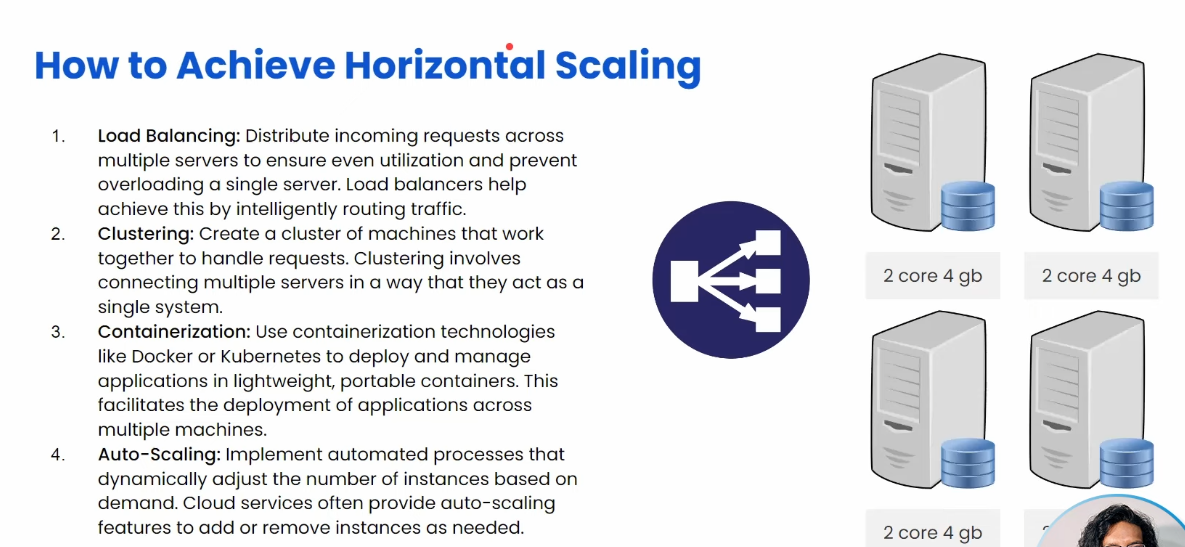 How to Achieve Horizontal Scaling
1. Load Balancing: Distribute incoming requests across
multiple servers to ensure even utilization and prevent
overloading a single server. Load balancers help
achieve this by intelligently routing traffic.
2. Clustering: Create a cluster of machines that work
together to handle requests. Clustering involves
connecting multiple servers in a way that they act as a
single system.
3. Containerization: Use containerization technologies
like Docker or Kubernetes to deploy and manage
applications in lightweight, portable containers. This
facilitates the deployment of applications across
multiple machines.
4. Auto-Scaling: Implement automated processes that
dynamically adjust the number of instances based on
demand. Cloud services often provide auto-scaling
features to add or remove instances as needed.
2 core 4 gb
2 core 4 gb
2 core 4 gb